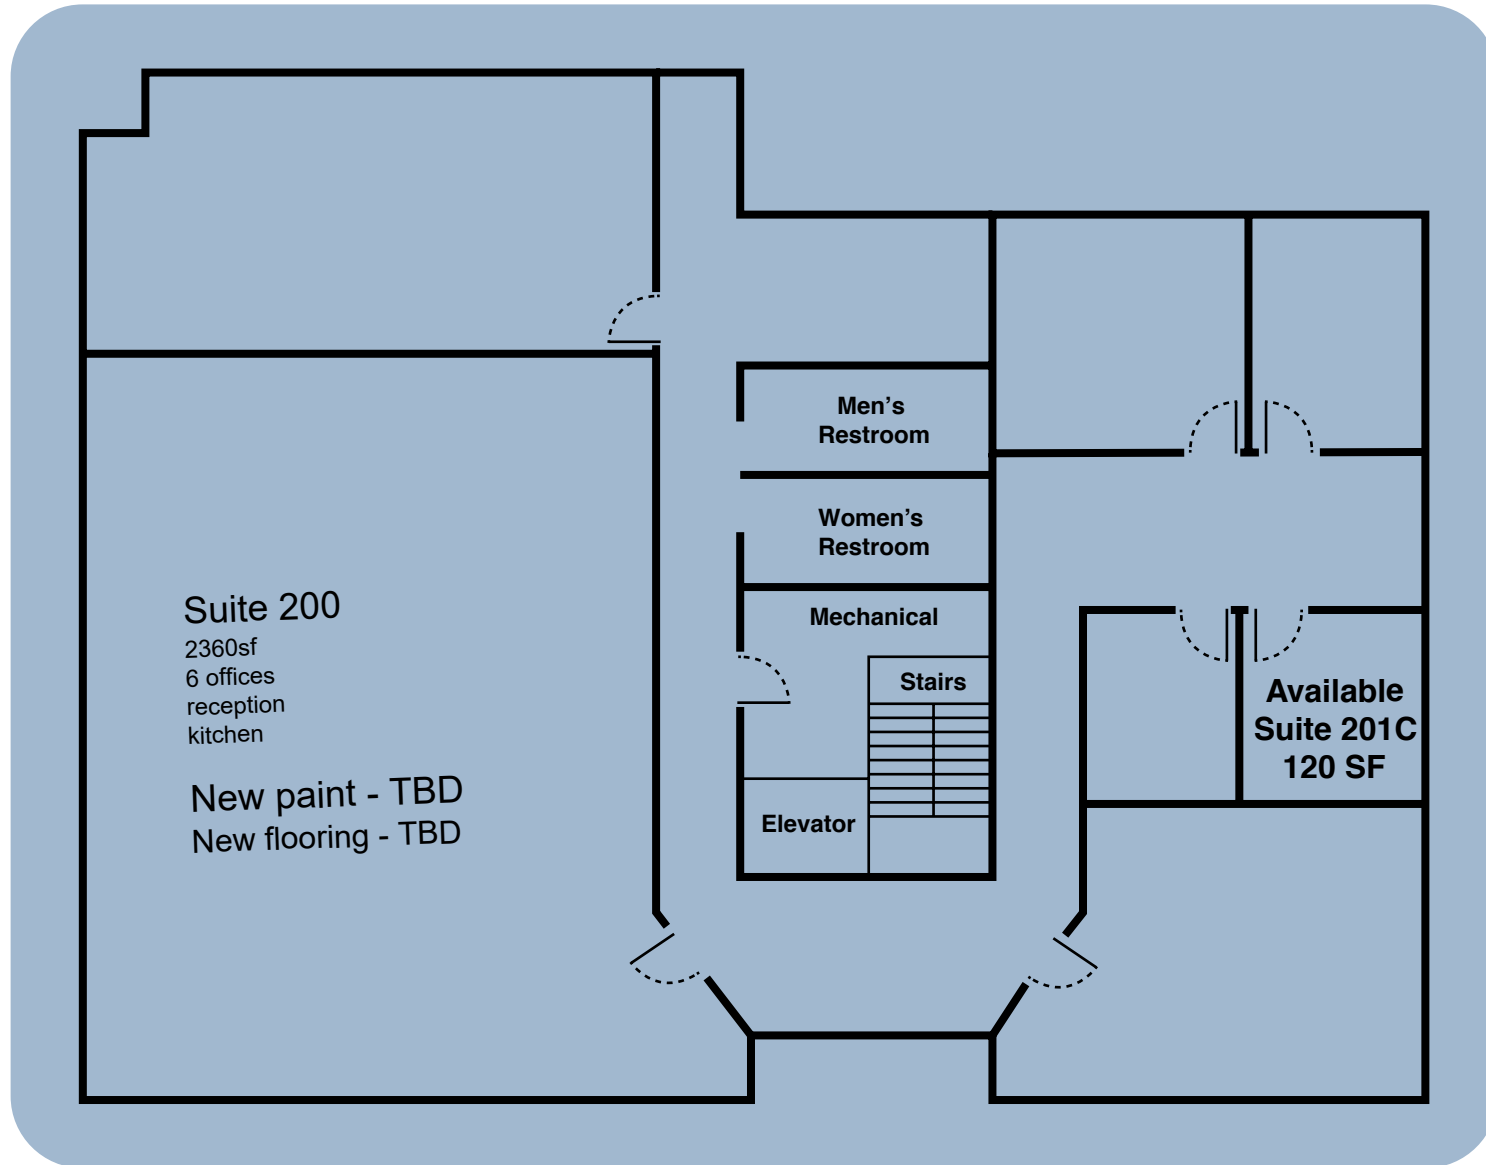 Men's
Restroom
Women's
Restroom
Mechanical
Stairs
Elevator
Suite 200
2360sf
6 offices
reception
kitchen
New paint - TBD
New flooring - TBD
Available
Suite 201C
120 SF